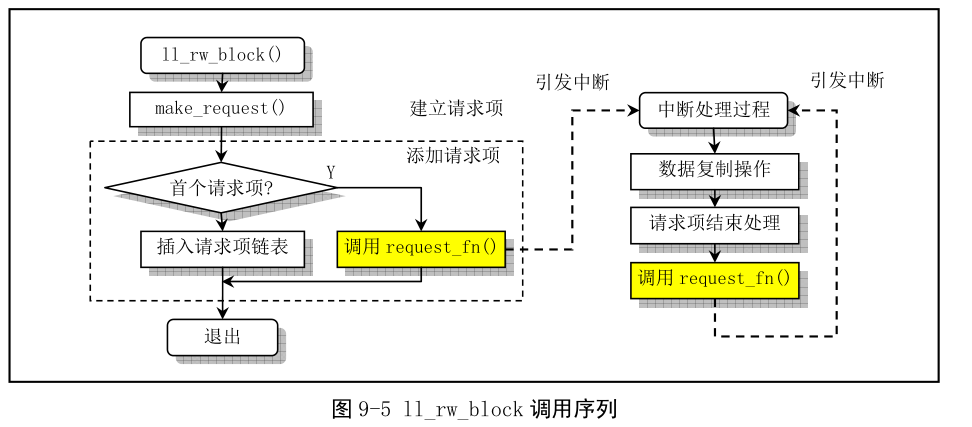 ll_rw_block()
make_request()
建立请求项
添加请求项
首个请求项?
Y
插入请求项链表
调用 request_fn()
退出
引发中断
引发中断
中断处理过程
数据复制操作
请求项结束处理
调用 request_fn()
图 9-5 ll_rw_block 调用序列